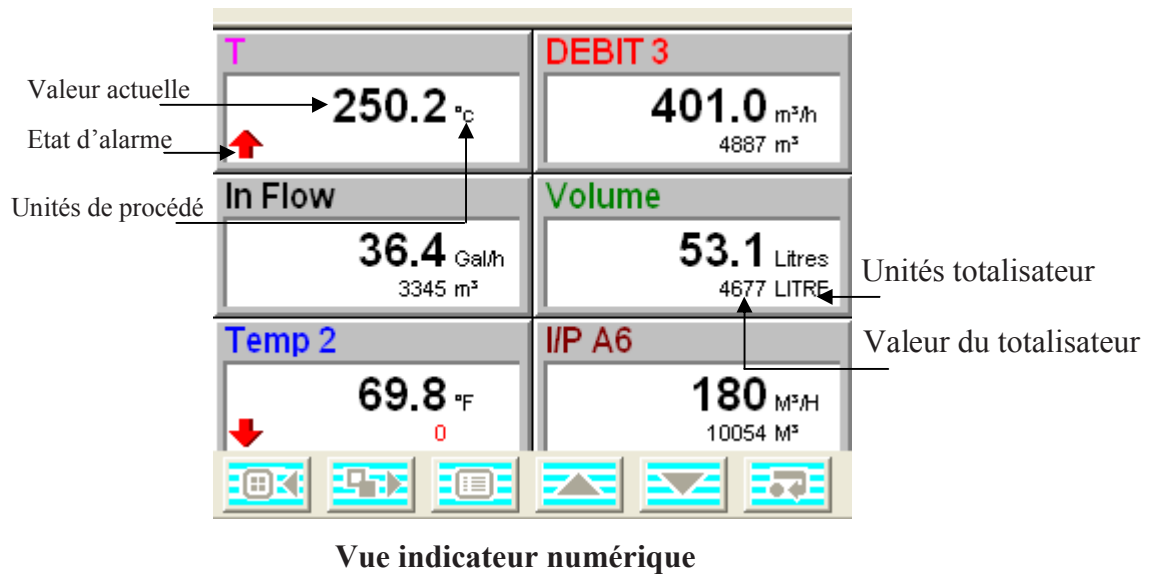 T
DEBIT 3
Valeur actuelle
250.2 °c
401.0 m³/h
Etat d’alarme
4887 m³
Unités de procédé
In Flow
Volume
36.4 Gal/h
53.1 Litres
3345 m³
4677 LITRE
Unités totalisateur
Temp 2
I/P A6
Valeur du totalisateur
69.8 °F
180 M³/H
0
10054 M³
Vue indicateur numérique